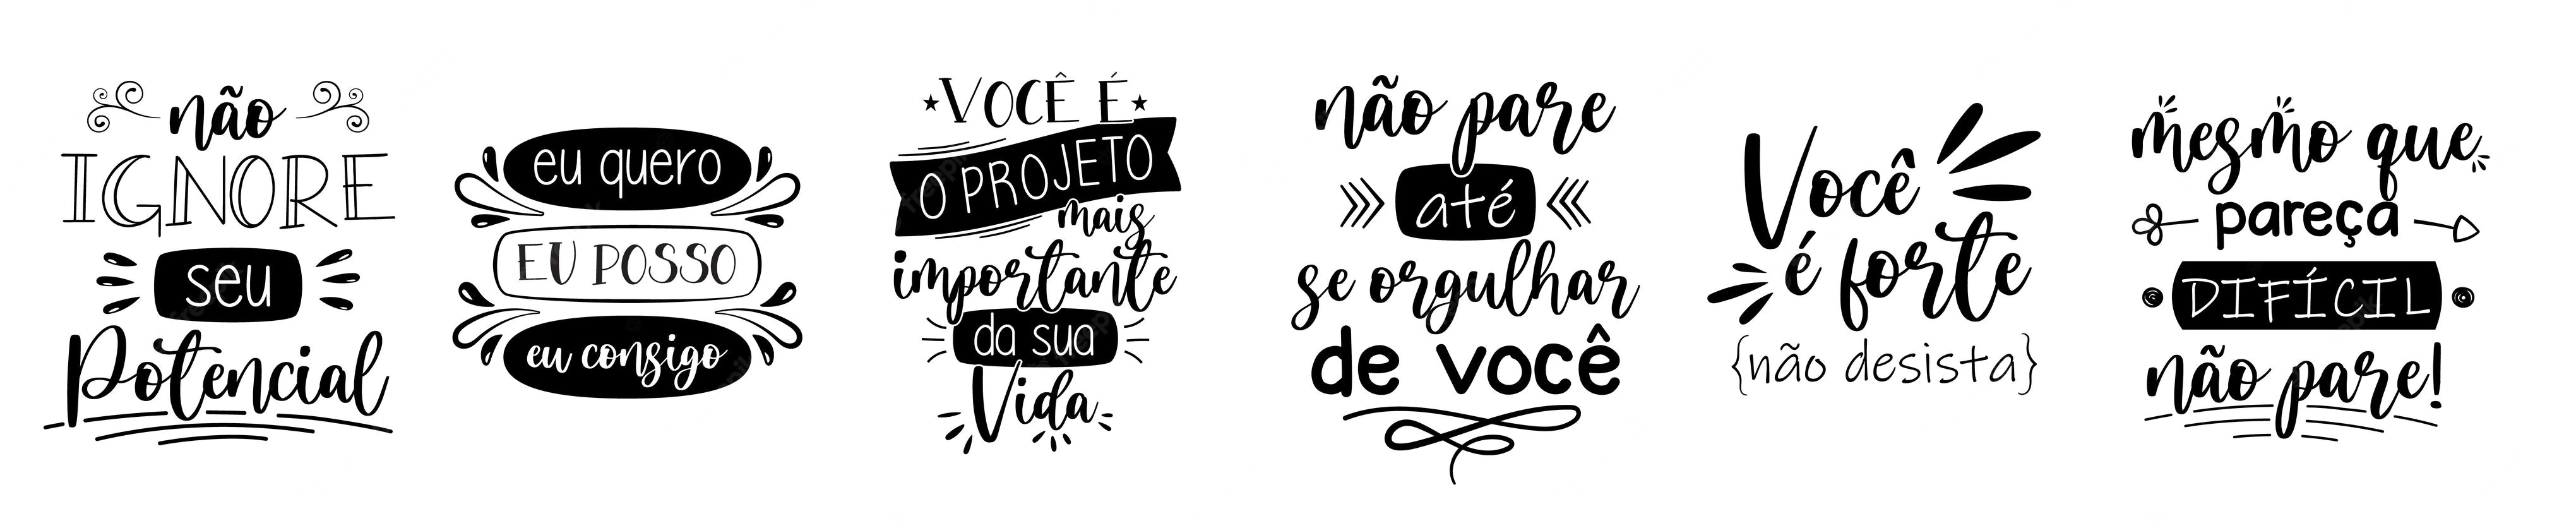 não
IGNORE
seu
Potencial
eu quero
EU POSSO
eu consigo
VOCÊ É
O PROJETO
mais
importante
da sua
Vida
não pare
até
se orgulhar
de você
Você
é forte
{não desista}
mesmo que
pareça
DIFÍCIL
não pare!